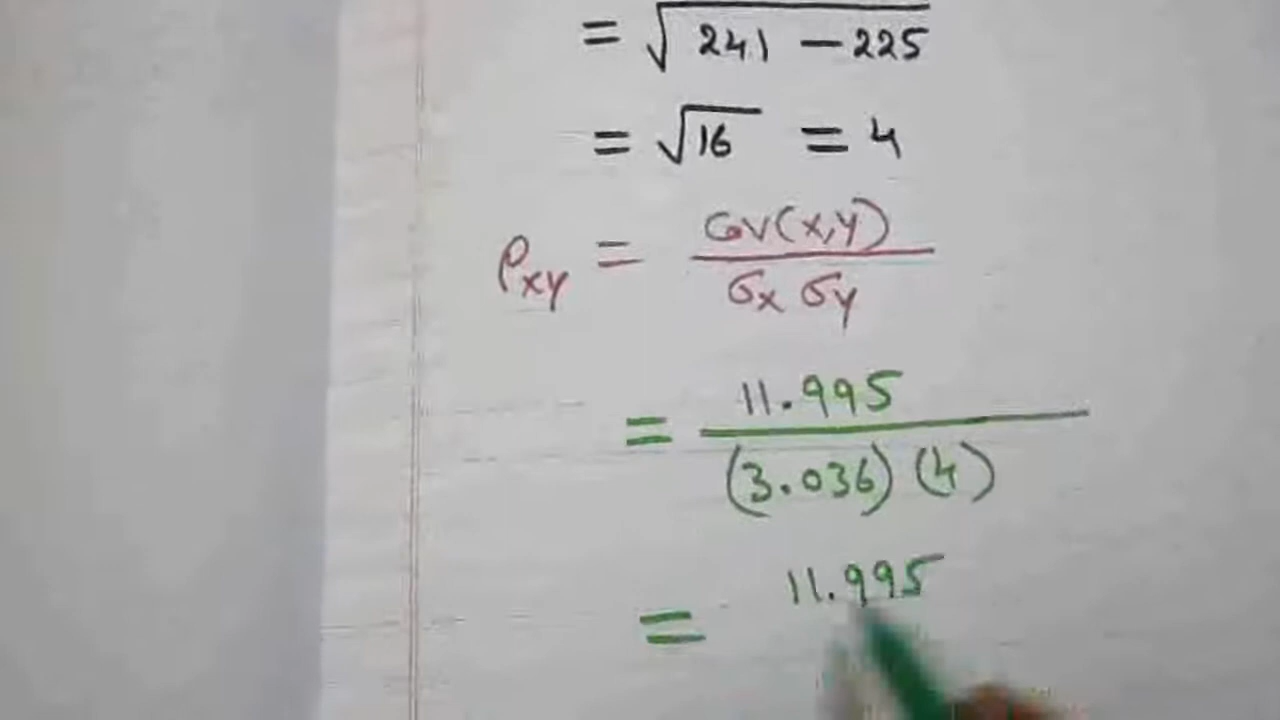 = √241 - 225
= √16 = 4
ρxy = Cov(x,y) / σx σy
= 11.995 / (3.036) (4)
= 11.995